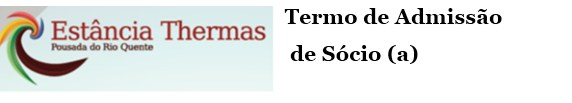 Estância Thermas
Pousada do Rio Quente
Termo de Admissão
de Sócio (a)